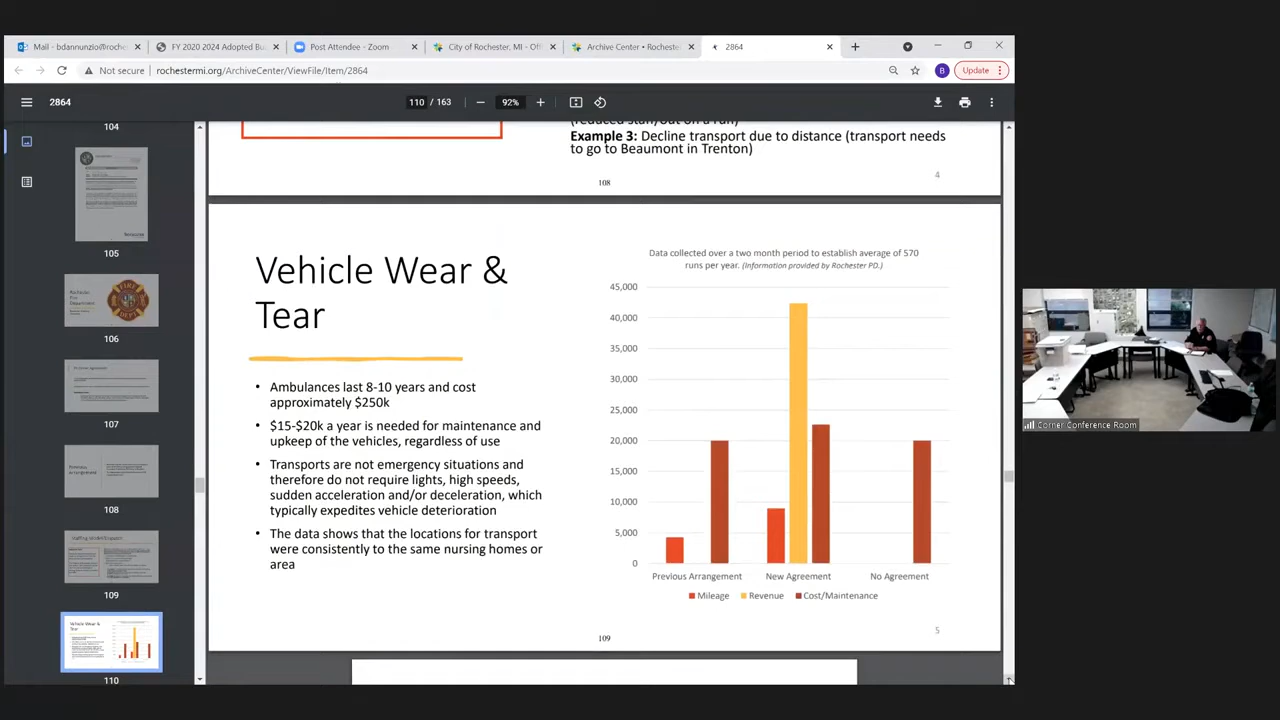 Mail - bdannunzio@roche
FY 2020 2024 Adopted Bu
Post Attendee - Zoom
City of Rochester, MI - Of
Archive Center • Rocheste
2864
Not secure
rochestermi.org/ArchiveCenter/ViewFile/Item/2864
B
Update
2864
110 / 163
92%
104
105
106
107
108
109
110
Rochester
Fire
Department
Example 3: Decline transport due to distance (transport needs
to go to Beaumont in Trenton)
4
108
Vehicle Wear &
Tear
• Ambulances last 8-10 years and cost
approximately $250k
• $15-$20k a year is needed for maintenance and
upkeep of the vehicles, regardless of use
• Transports are not emergency situations and
therefore do not require lights, high speeds,
sudden acceleration and/or deceleration, which
typically expedites vehicle deterioration
• The data shows that the locations for transport
were consistently to the same nursing homes or
area
Data collected over a two month period to establish average of 570
runs per year. (Information provided by Rochester PD.)
45,000
40,000
35,000
30,000
25,000
20,000
15,000
10,000
5,000
0
Previous Arrangement
New Agreement
No Agreement
Mileage
Revenue
Cost/Maintenance
109
5
Corner Conference Room